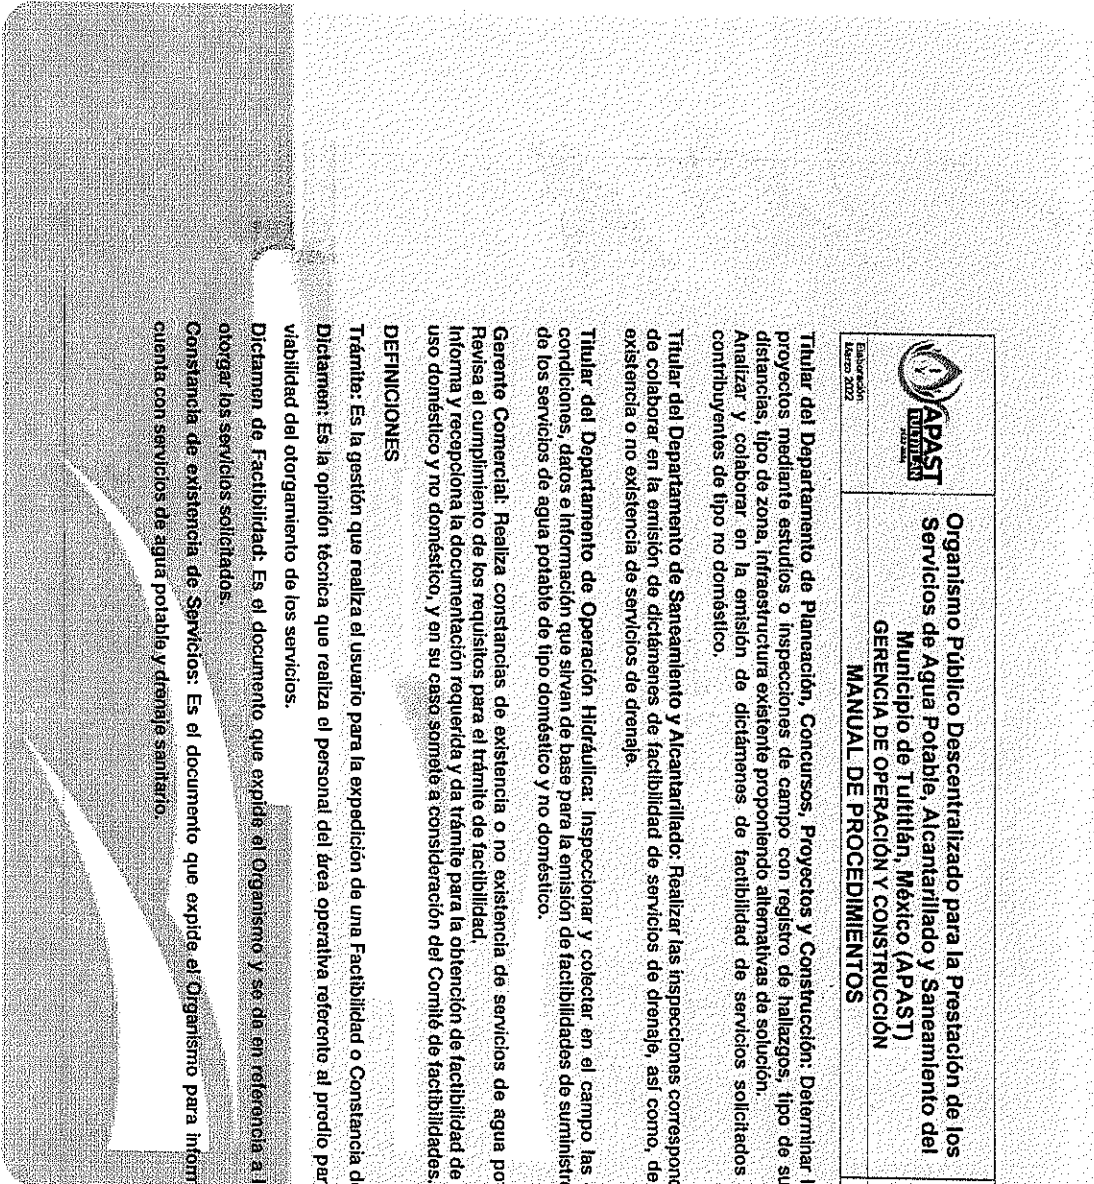 APAST
TULTITLÁN
Elaboración:
Marzo 2022
Organismo Público Descentralizado para la Prestación de los
Servicios de Agua Potable, Alcantarillado y Saneamiento del
Municipio de Tultitlán, México (APAST)
GERENCIA DE OPERACIÓN Y CONSTRUCCIÓN
MANUAL DE PROCEDIMIENTOS
Titular del Departamento de Planeación, Concursos, Proyectos y Construcción: Determinar
proyectos mediante estudios o inspecciones de campo con registro de hallazgos, tipo de
distancias, tipo de zona, infraestructura existente proponiendo alternativas de solución.
Analizar y colaborar en la emisión de dictámenes de factibilidad de servicios solicitados
contribuyentes de tipo no doméstico.
Titular del Departamento de Saneamiento y Alcantarillado: Realizar las inspecciones
de colaborar en la emisión de dictámenes de factibilidad de servicios de drenaje, así como, de
existencia o no existencia de servicios de drenaje.
Titular del Departamento de Operación Hidráulica: Inspeccionar y colectar en el campo las
condiciones, datos e información que sirvan de base para la emisión de factibilidades de
de los servicios de agua potable de tipo doméstico y no doméstico.
Gerente Comercial: Realiza constancias de existencia o no existencia de servicios de agua
Revisa el cumplimiento de los requisitos para el trámite de factibilidad,
informa y recepciona la documentación requerida y da trámite para la obtención de factibilidad de
uso doméstico y no doméstico, y en su caso somete a consideración del Comité de factibilidades.
DEFINICIONES
Trámite: Es la gestión que realiza el usuario para la expedición de una Factibilidad o Constancia
Dictamen: Es la opinión técnica que realiza el personal del área operativa referente al predio
viabilidad del otorgamiento de los servicios.
Dictamen de Factibilidad: Es el documento que expide el Organismo y se da en referencia a
otorgar los servicios solicitados.
Constancia de existencia de Servicios: Es el documento que expide el Organismo para
cuenta con servicios de agua potable y drenaje sanitario.